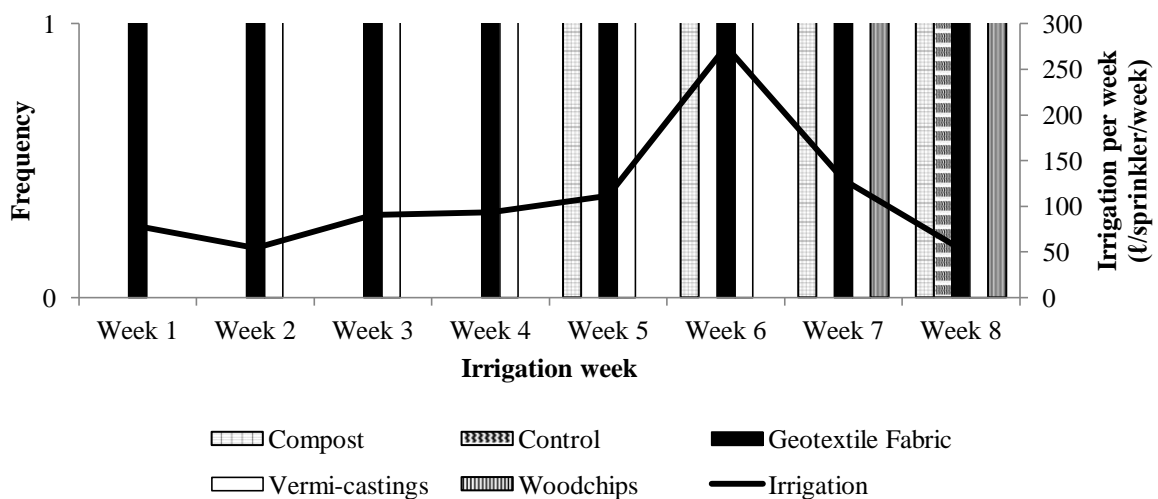 1
0
Frequency
300
250
200
150
100
50
0
Irrigation per week
(ℓ/sprinkler/week)
Week 1 Week 2 Week 3 Week 4 Week 5 Week 6 Week 7 Week 8
Irrigation week
Compost Control Geotextile Fabric
Vermi-castings Woodchips Irrigation